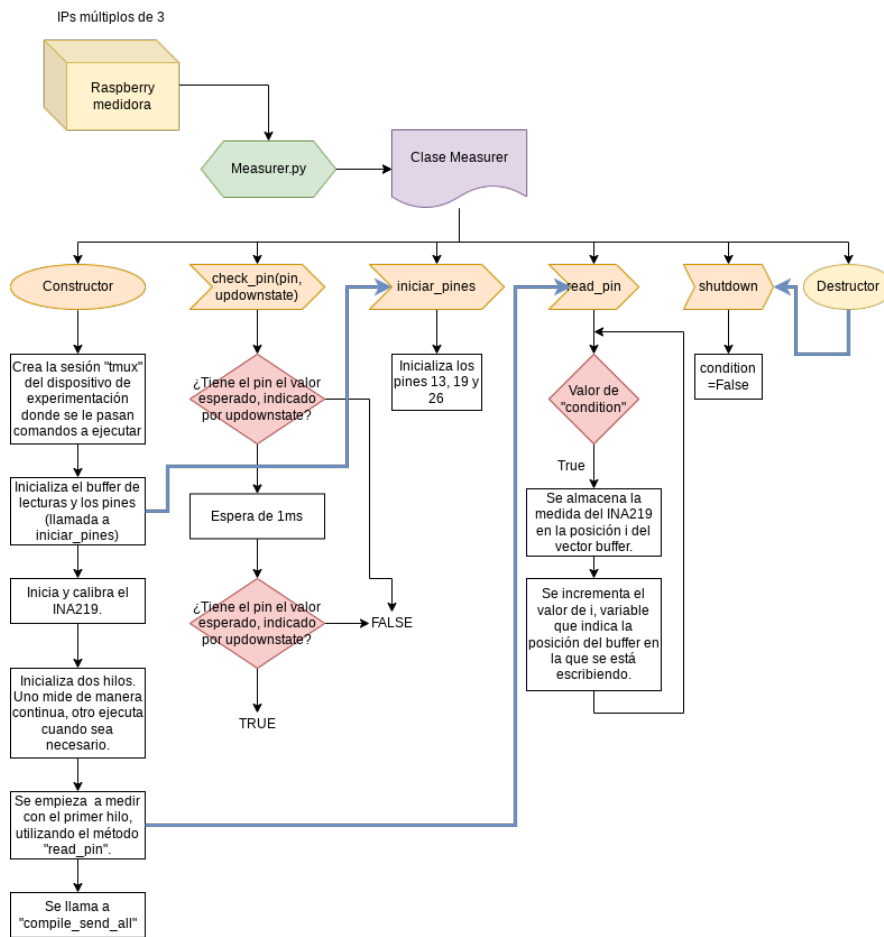 IPs múltiplos de 3
Raspberry
medidora
Measurer.py
Clase Measurer
Constructor
check_pin(pin,
updownstate)
iniciar_pines
read_pin
shutdown
Destructor
Crea la sesión "tmux"
del dispositivo de
experimentación
donde se le pasan
comandos a ejecutar
Inicializa el buffer de
lecturas y los pines
(llamada a
iniciar_pines)
Inicia y calibra el
INA219.
Inicializa dos hilos.
Uno mide de manera
continua, otro ejecuta
cuando sea
necesario.
Se empieza a medir
con el primer hilo,
utilizando el método
"read_pin".
Se llama a
"compile_send_all"
¿Tiene el pin el valor
esperado, indicado
por updownstate?
Espera de 1ms
¿Tiene el pin el valor
esperado, indicado
por updownstate?
FALSE
TRUE
Inicializa los
pines 13, 19 y
26
Valor de
"condition"
True
Se almacena la
medida del INA219
en la posición i del
vector buffer.
Se incrementa el
valor de i, variable
que indica la
posición del buffer en
la que se está
escribiendo.
condition
=False